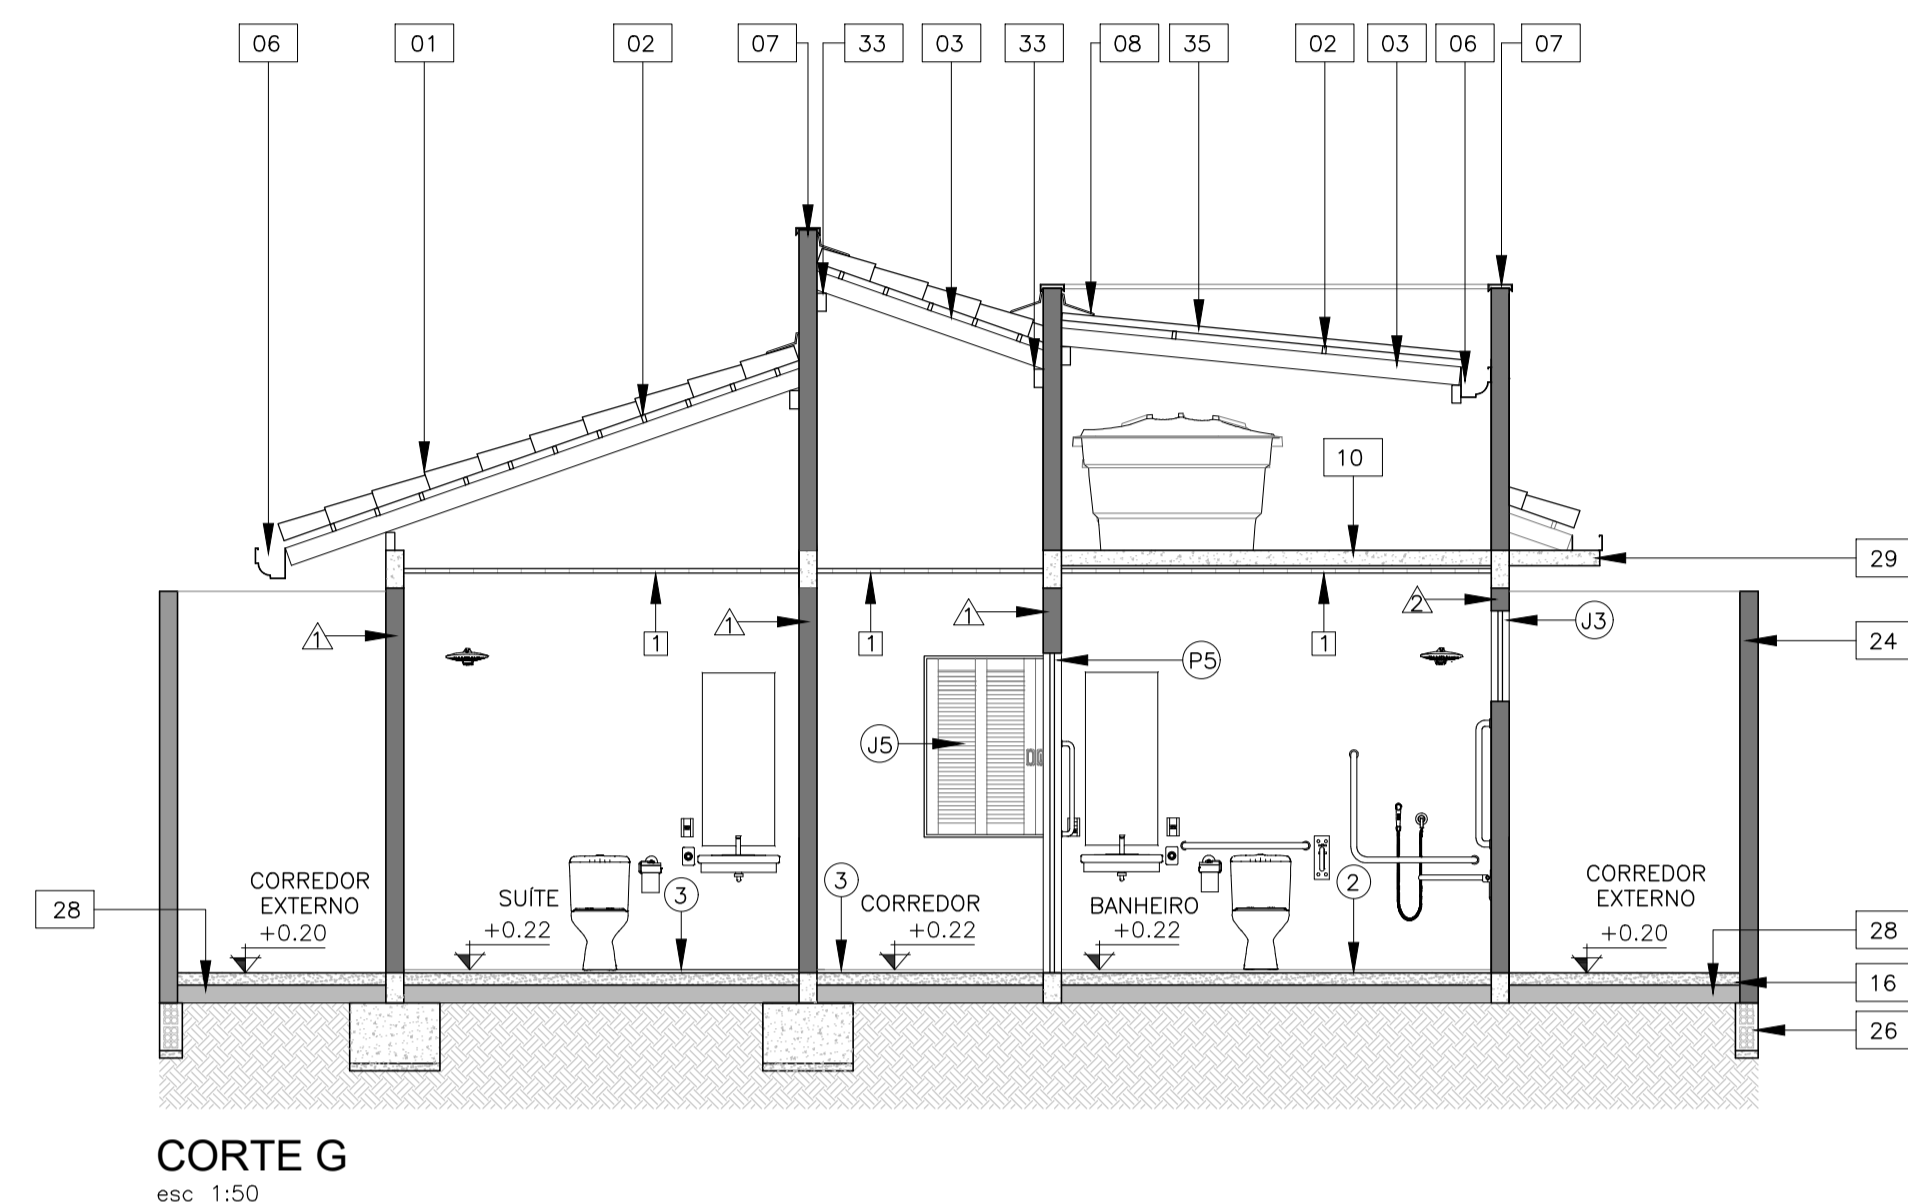 06
01
02
07
33
03
33
08
35
02
03
06
07
10
29
1
1
1
1
1
2
J3
1
24
P5
J5
3
3
2
28
CORREDOR
EXTERNO
+0.20
SUÍTE
+0.22
CORREDOR
+0.22
BANHEIRO
+0.22
CORREDOR
EXTERNO
+0.20
28
16
26
CORTE G
esc 1:50